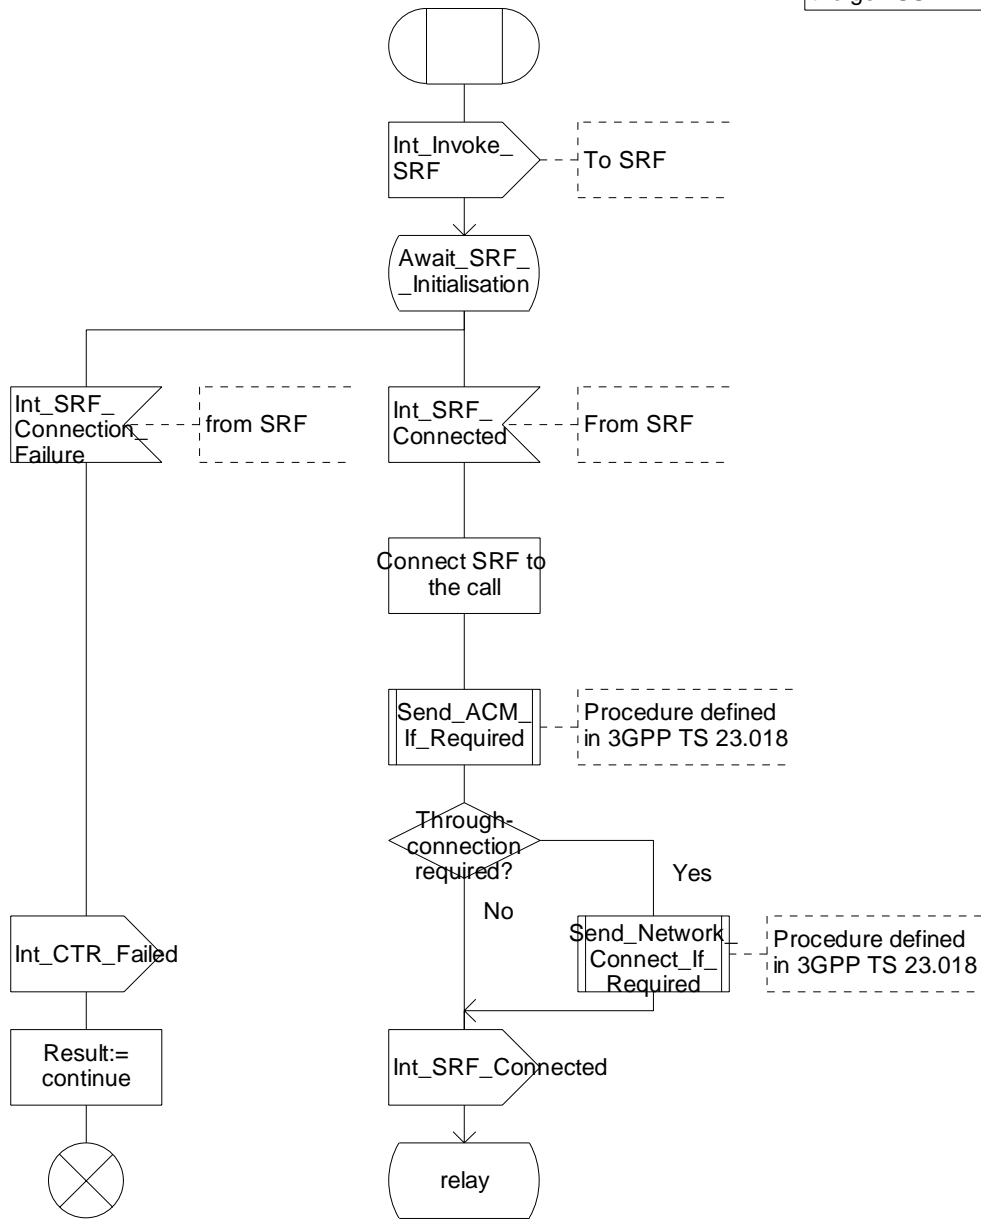 Int_Invoke_
SRF
To SRF
Await_SRF_
_Initialisation
Int_SRF_
Connection_
Failure
from SRF
Int_SRF_
Connected
From SRF
Connect SRF to
the call
Send_ACM_
If_Required
Procedure defined
in 3GPP TS 23.018
Through-
connection
required?
Yes
No
Int_CTR_Failed
Send_Network_
Connect_If_
Required
Procedure defined
in 3GPP TS 23.018
Result:=
continue
Int_SRF_Connected
relay